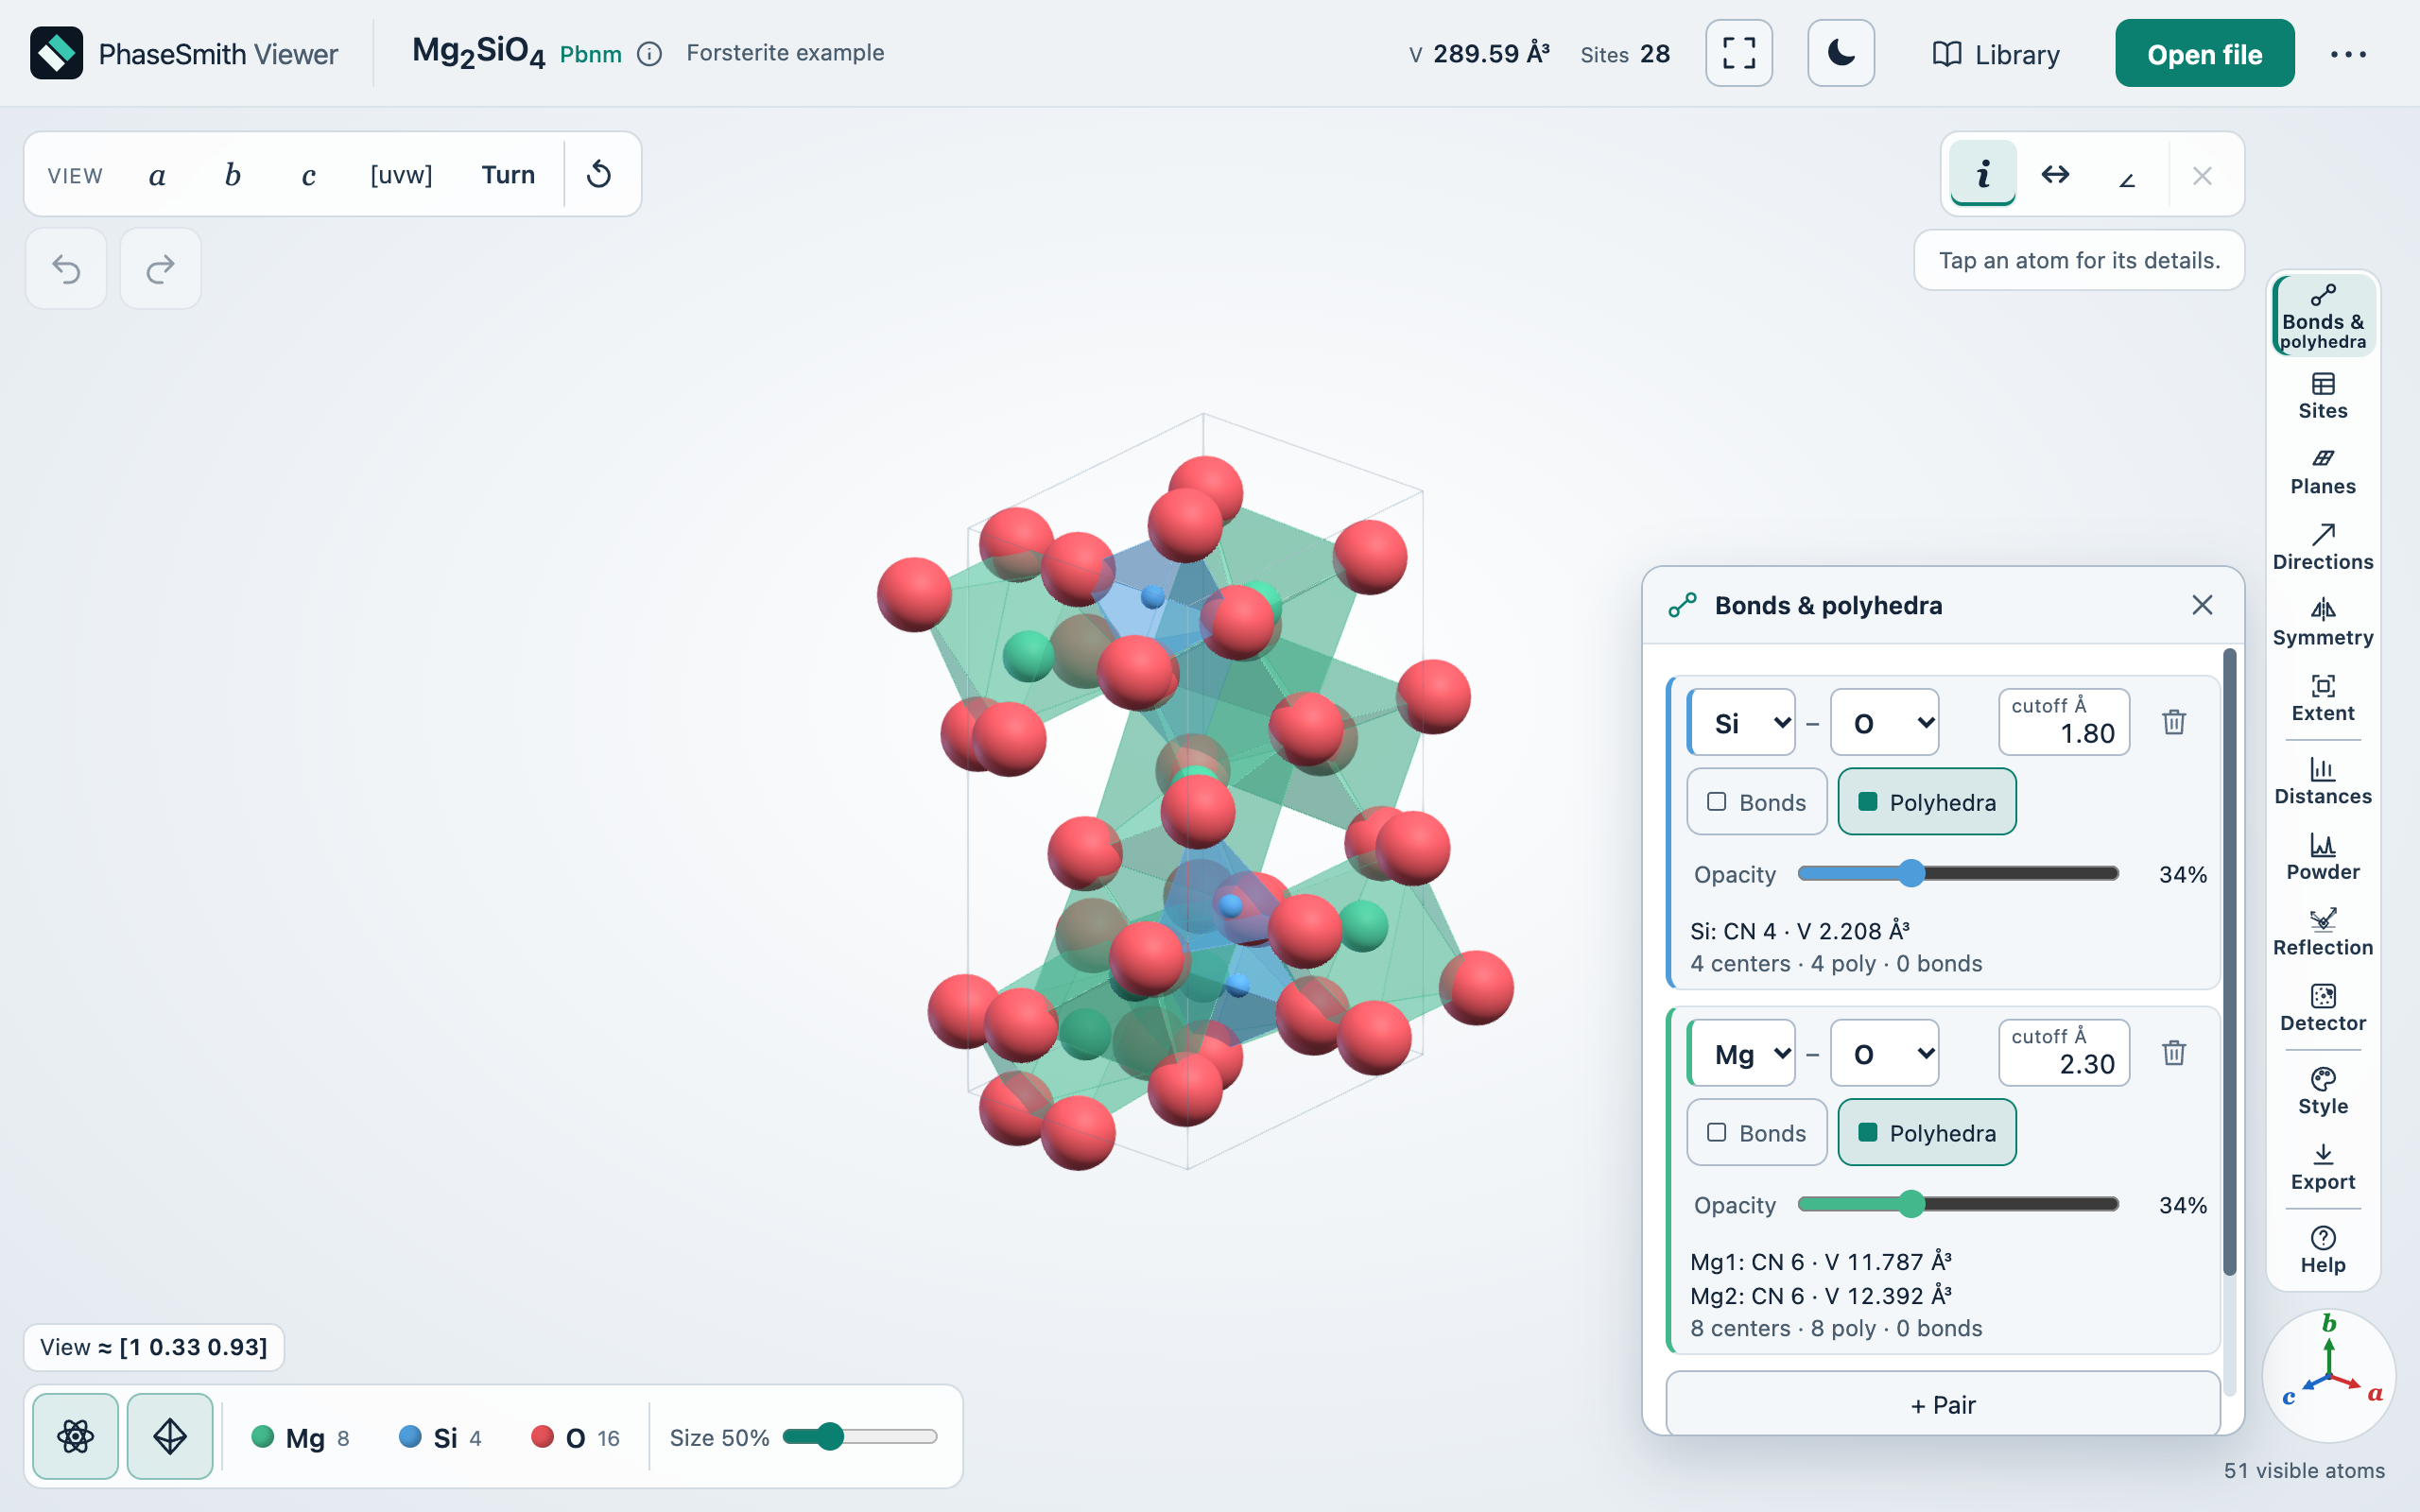 PhaseSmith Viewer
Mg2SiO4 Pbnm Forsterite example
V 289.59 Å³ Sites 28
Library
Open file
VIEW a b c [uvw] Turn
Tap an atom for its details.
Bonds & polyhedra
Si – O cutoff Å 1.80
Bonds Polyhedra
Opacity 34%
Si: CN 4 · V 2.208 Å³
4 centers · 4 poly · 0 bonds
Mg – O cutoff Å 2.30
Bonds Polyhedra
Opacity 34%
Mg1: CN 6 · V 11.787 Å³
Mg2: CN 6 · V 12.392 Å³
8 centers · 8 poly · 0 bonds
+ Pair
Bonds &
polyhedra
Sites
Planes
Directions
Symmetry
Extent
Distances
Powder
Reflection
Detector
Style
Export
Help
b
c a
51 visible atoms
View ≈ [1 0.33 0.93]
Mg 8 Si 4 O 16 Size 50%